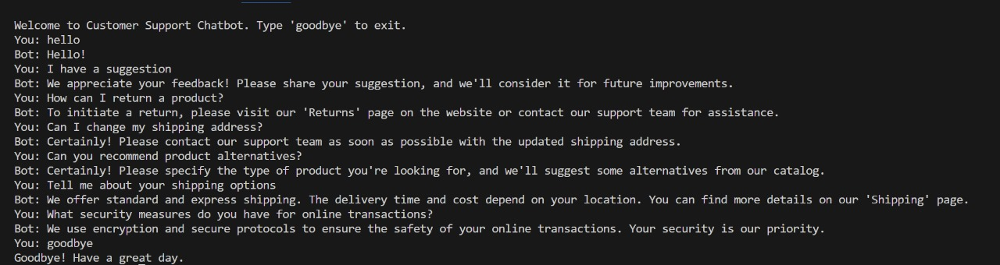 Welcome to Customer Support Chatbot. Type 'goodbye' to exit.
You: hello
Bot: Hello!
You: I have a suggestion
Bot: We appreciate your feedback! Please share your suggestion, and we'll consider it for future improvements.
You: How can I return a product?
Bot: To initiate a return, please visit our 'Returns' page on the website or contact our support team for assistance.
You: Can I change my shipping address?
Bot: Certainly! Please contact our support team as soon as possible with the updated shipping address.
You: Can you recommend product alternatives?
Bot: Certainly! Please specify the type of product you're looking for, and we'll suggest some alternatives from our catalog.
You: Tell me about your shipping options
Bot: We offer standard and express shipping. The delivery time and cost depend on your location. You can find more details on our 'Shipping' page.
You: What security measures do you have for online transactions?
Bot: We use encryption and secure protocols to ensure the safety of your online transactions. Your security is our priority.
You: goodbye
Goodbye! Have a great day.